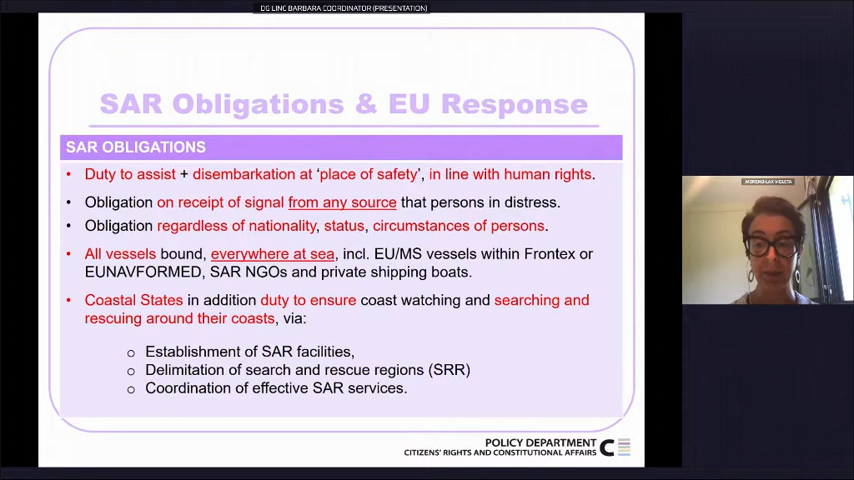 DG LINC BARBARA COORDINATOR (PRESENTATION)
SAR Obligations & EU Response
SAR OBLIGATIONS
• Duty to assist + disembarkation at 'place of safety', in line with human rights.
• Obligation on receipt of signal from any source that persons in distress.
• Obligation regardless of nationality, status, circumstances of persons.
• All vessels bound, everywhere at sea, incl. EU/MS vessels within Frontex or
EUNAVFORMED, SAR NGOs and private shipping boats.
• Coastal States in addition duty to ensure coast watching and searching and
rescuing around their coasts, via:
o Establishment of SAR facilities,
o Delimitation of search and rescue regions (SRR)
o Coordination of effective SAR services.
POLICY DEPARTMENT
CITIZENS' RIGHTS AND CONSTITUTIONAL AFFAIRS
MORENO-LAX VIOLETA